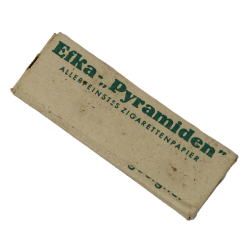 Efka-„Pyramiden”
ALLERFEINSTES ZIGARETTENPAPIER